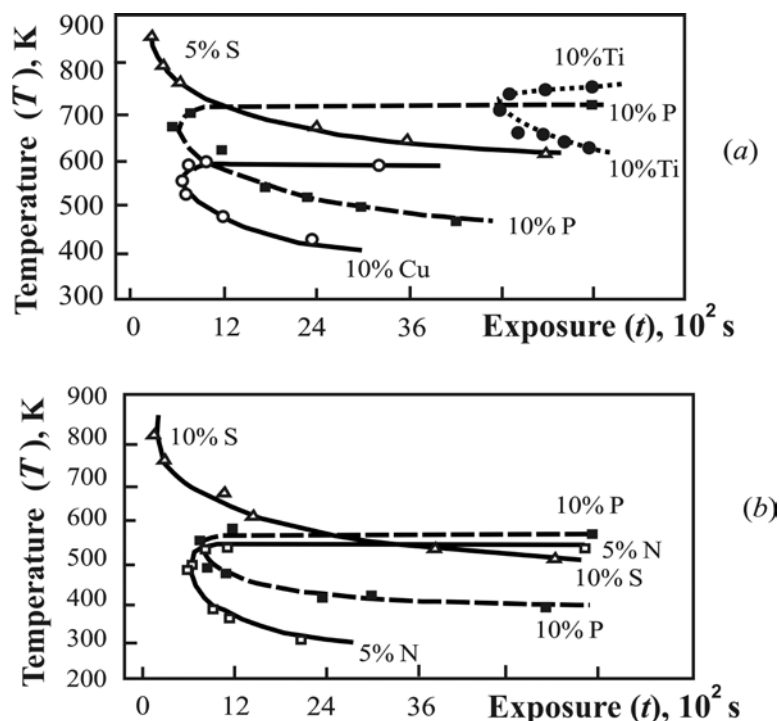 Temperature (T), K
900
800
700
600
500
400
300
5% S
10%Ti
10% P
10%Ti
10% P
10% Cu
(a)
0 12 24 36 Exposure (t), 10² s
Temperature (T), K
900
800
700
600
500
400
300
200
10% S
10% P
5% N
10% S
10% P
5% N
(b)
0 12 24 36 Exposure (t), 10² s